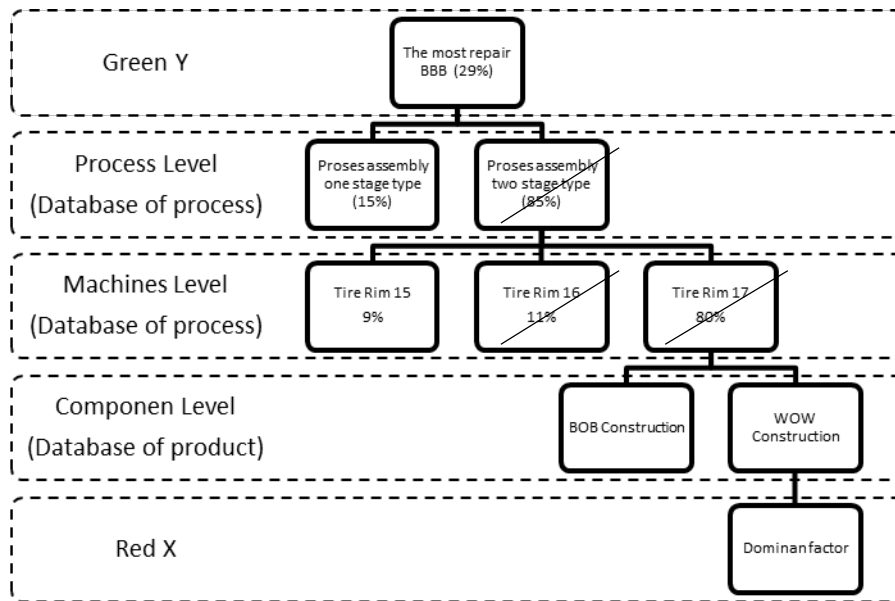 Green Y
The most repair
BBB (29%)
Process Level
(Database of process)
Proses assembly
one stage type
(15%)
Proses assembly
two stage type
(85%)
Machines Level
(Database of process)
Tire Rim 15
9%
Tire Rim 16
11%
Tire Rim 17
80%
Componen Level
(Database of product)
BOB Construction
WOW
Construction
Red X
Dominan factor